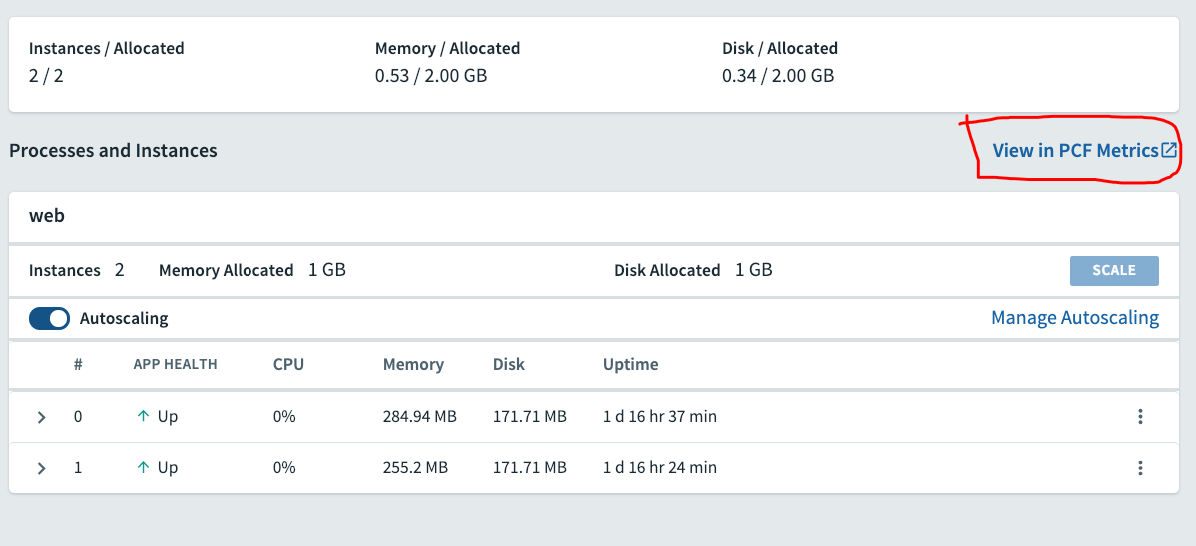 Instances / Allocated Memory / Allocated Disk / Allocated
2 / 2 0.53 / 2.00 GB 0.34 / 2.00 GB
Processes and Instances View in PCF Metrics
web
Instances 2 Memory Allocated 1 GB Disk Allocated 1 GB SCALE
Autoscaling Manage Autoscaling
# APP HEALTH CPU Memory Disk Uptime
0 Up 0% 284.94 MB 171.71 MB 1 d 16 hr 37 min
1 Up 0% 255.2 MB 171.71 MB 1 d 16 hr 24 min